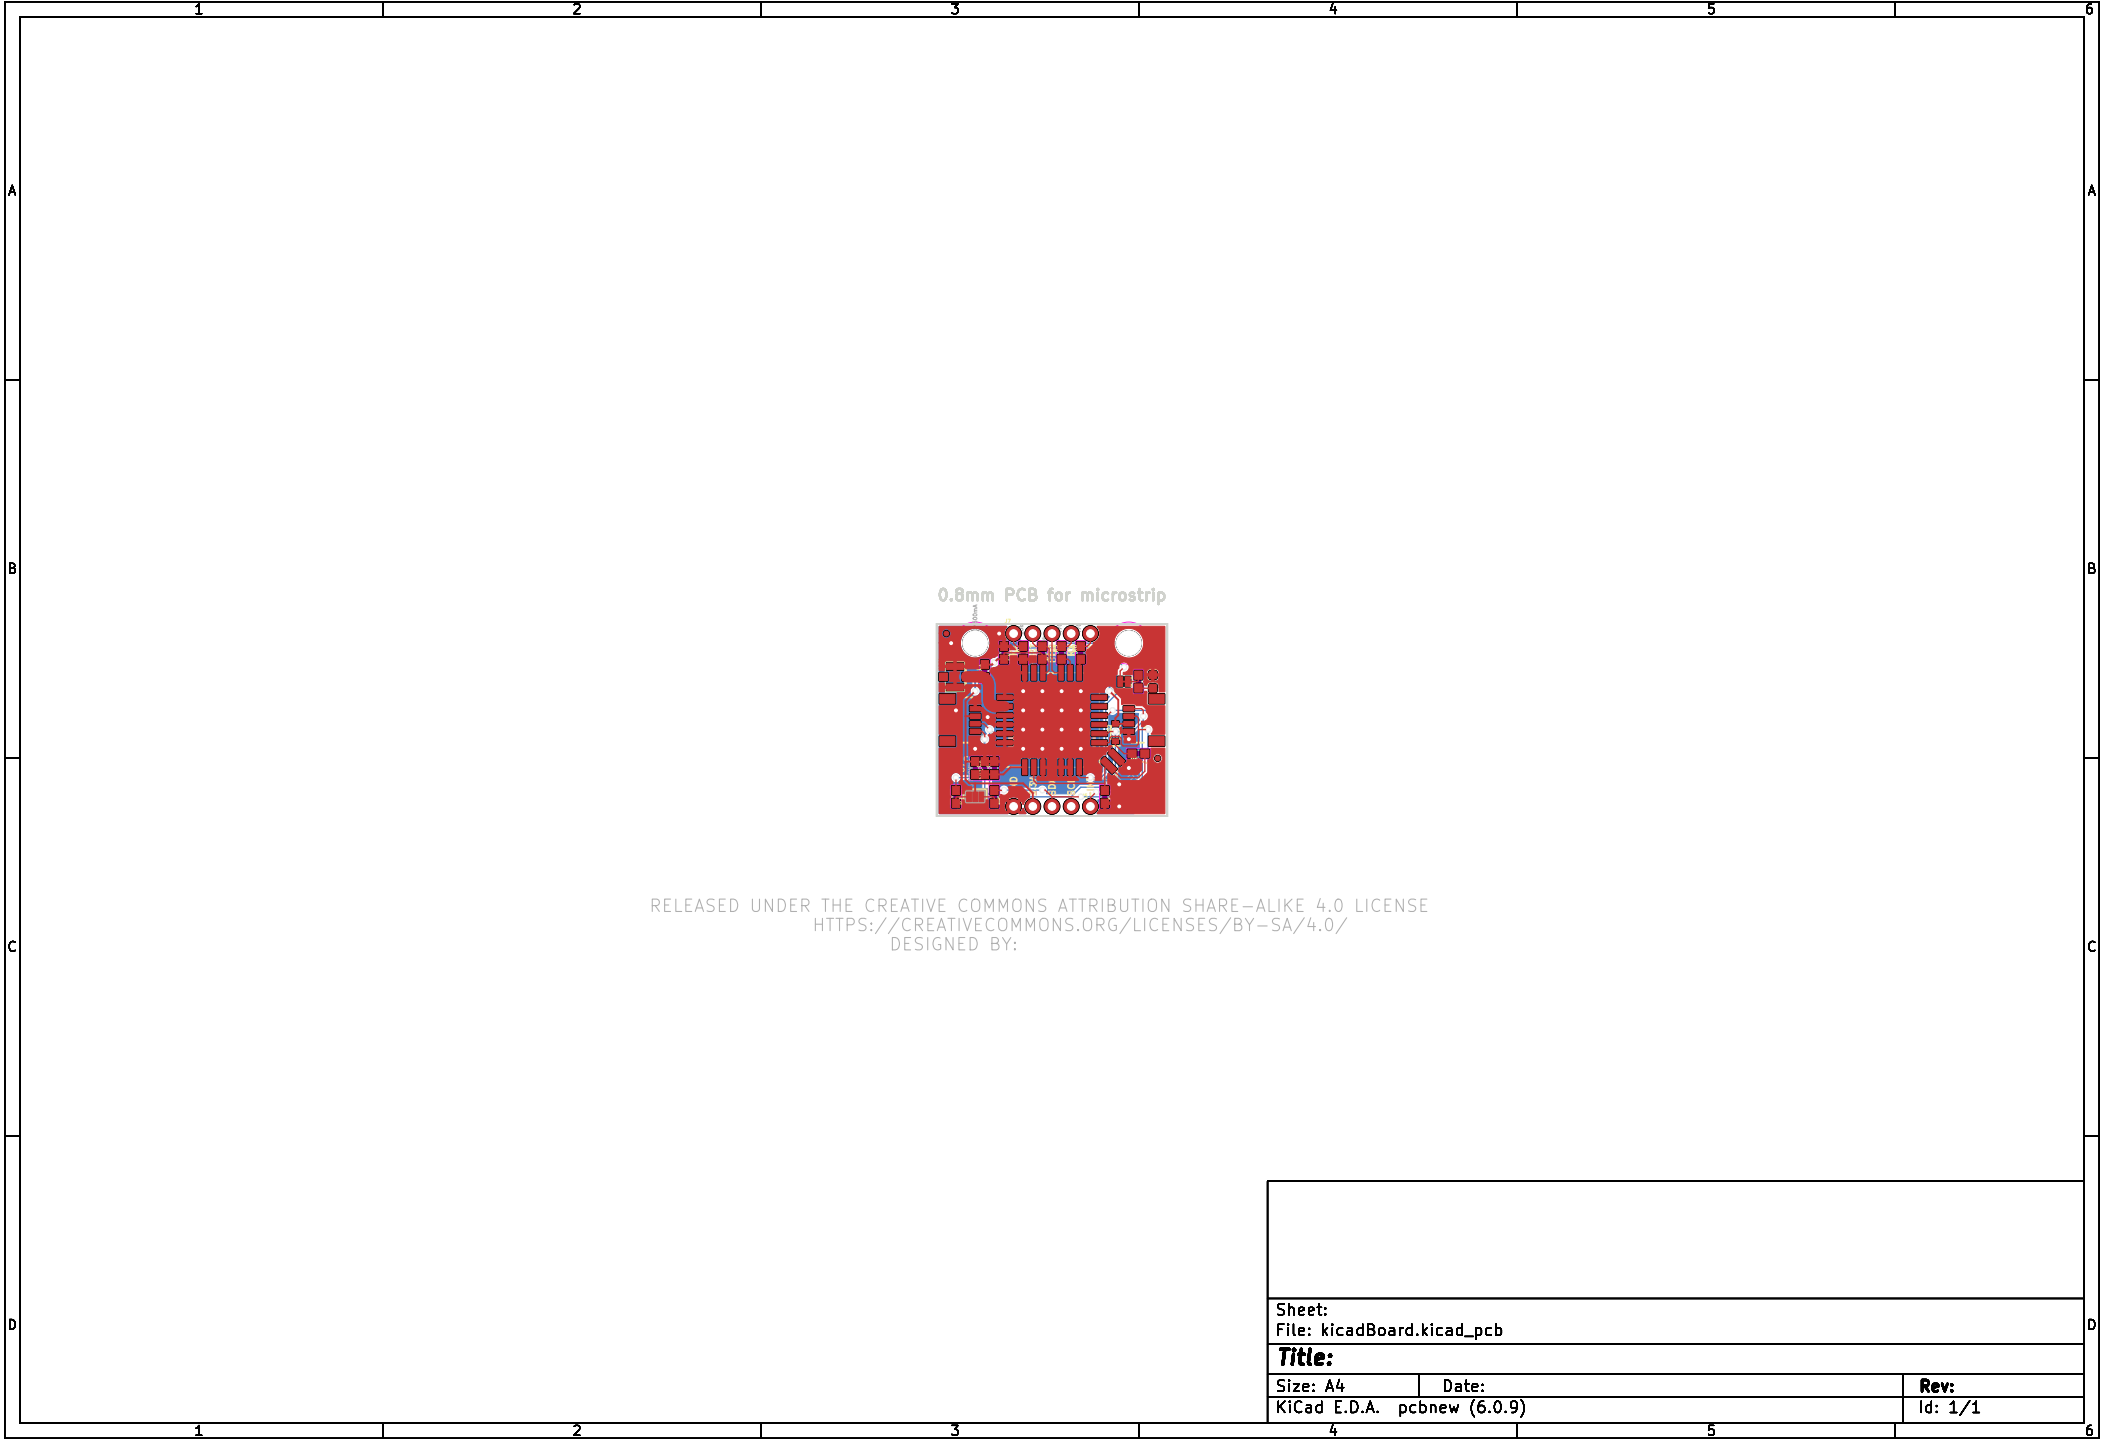 1 2 3 4 5 6
A A
B B
0.8mm PCB for microstrip
RELEASED UNDER THE CREATIVE COMMONS ATTRIBUTION SHARE-ALIKE 4.0 LICENSE
HTTPS://CREATIVECOMMONS.ORG/LICENSES/BY-SA/4.0/
DESIGNED BY:
C C
Sheet:
File: kicadBoard.kicad_pcb
D D
Title:
Size: A4 Date: Rev:
KiCad E.D.A. pcbnew (6.0.9) Id: 1/1
1 2 3 4 5 6